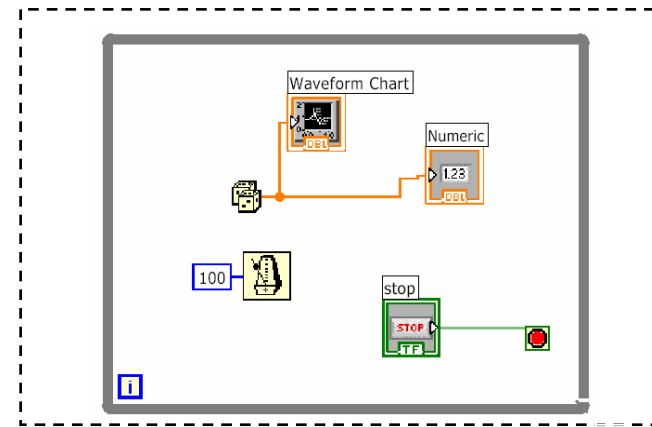 Waveform Chart
DBL
Numeric
1.23
DBL
100
stop
STOP
TF
i